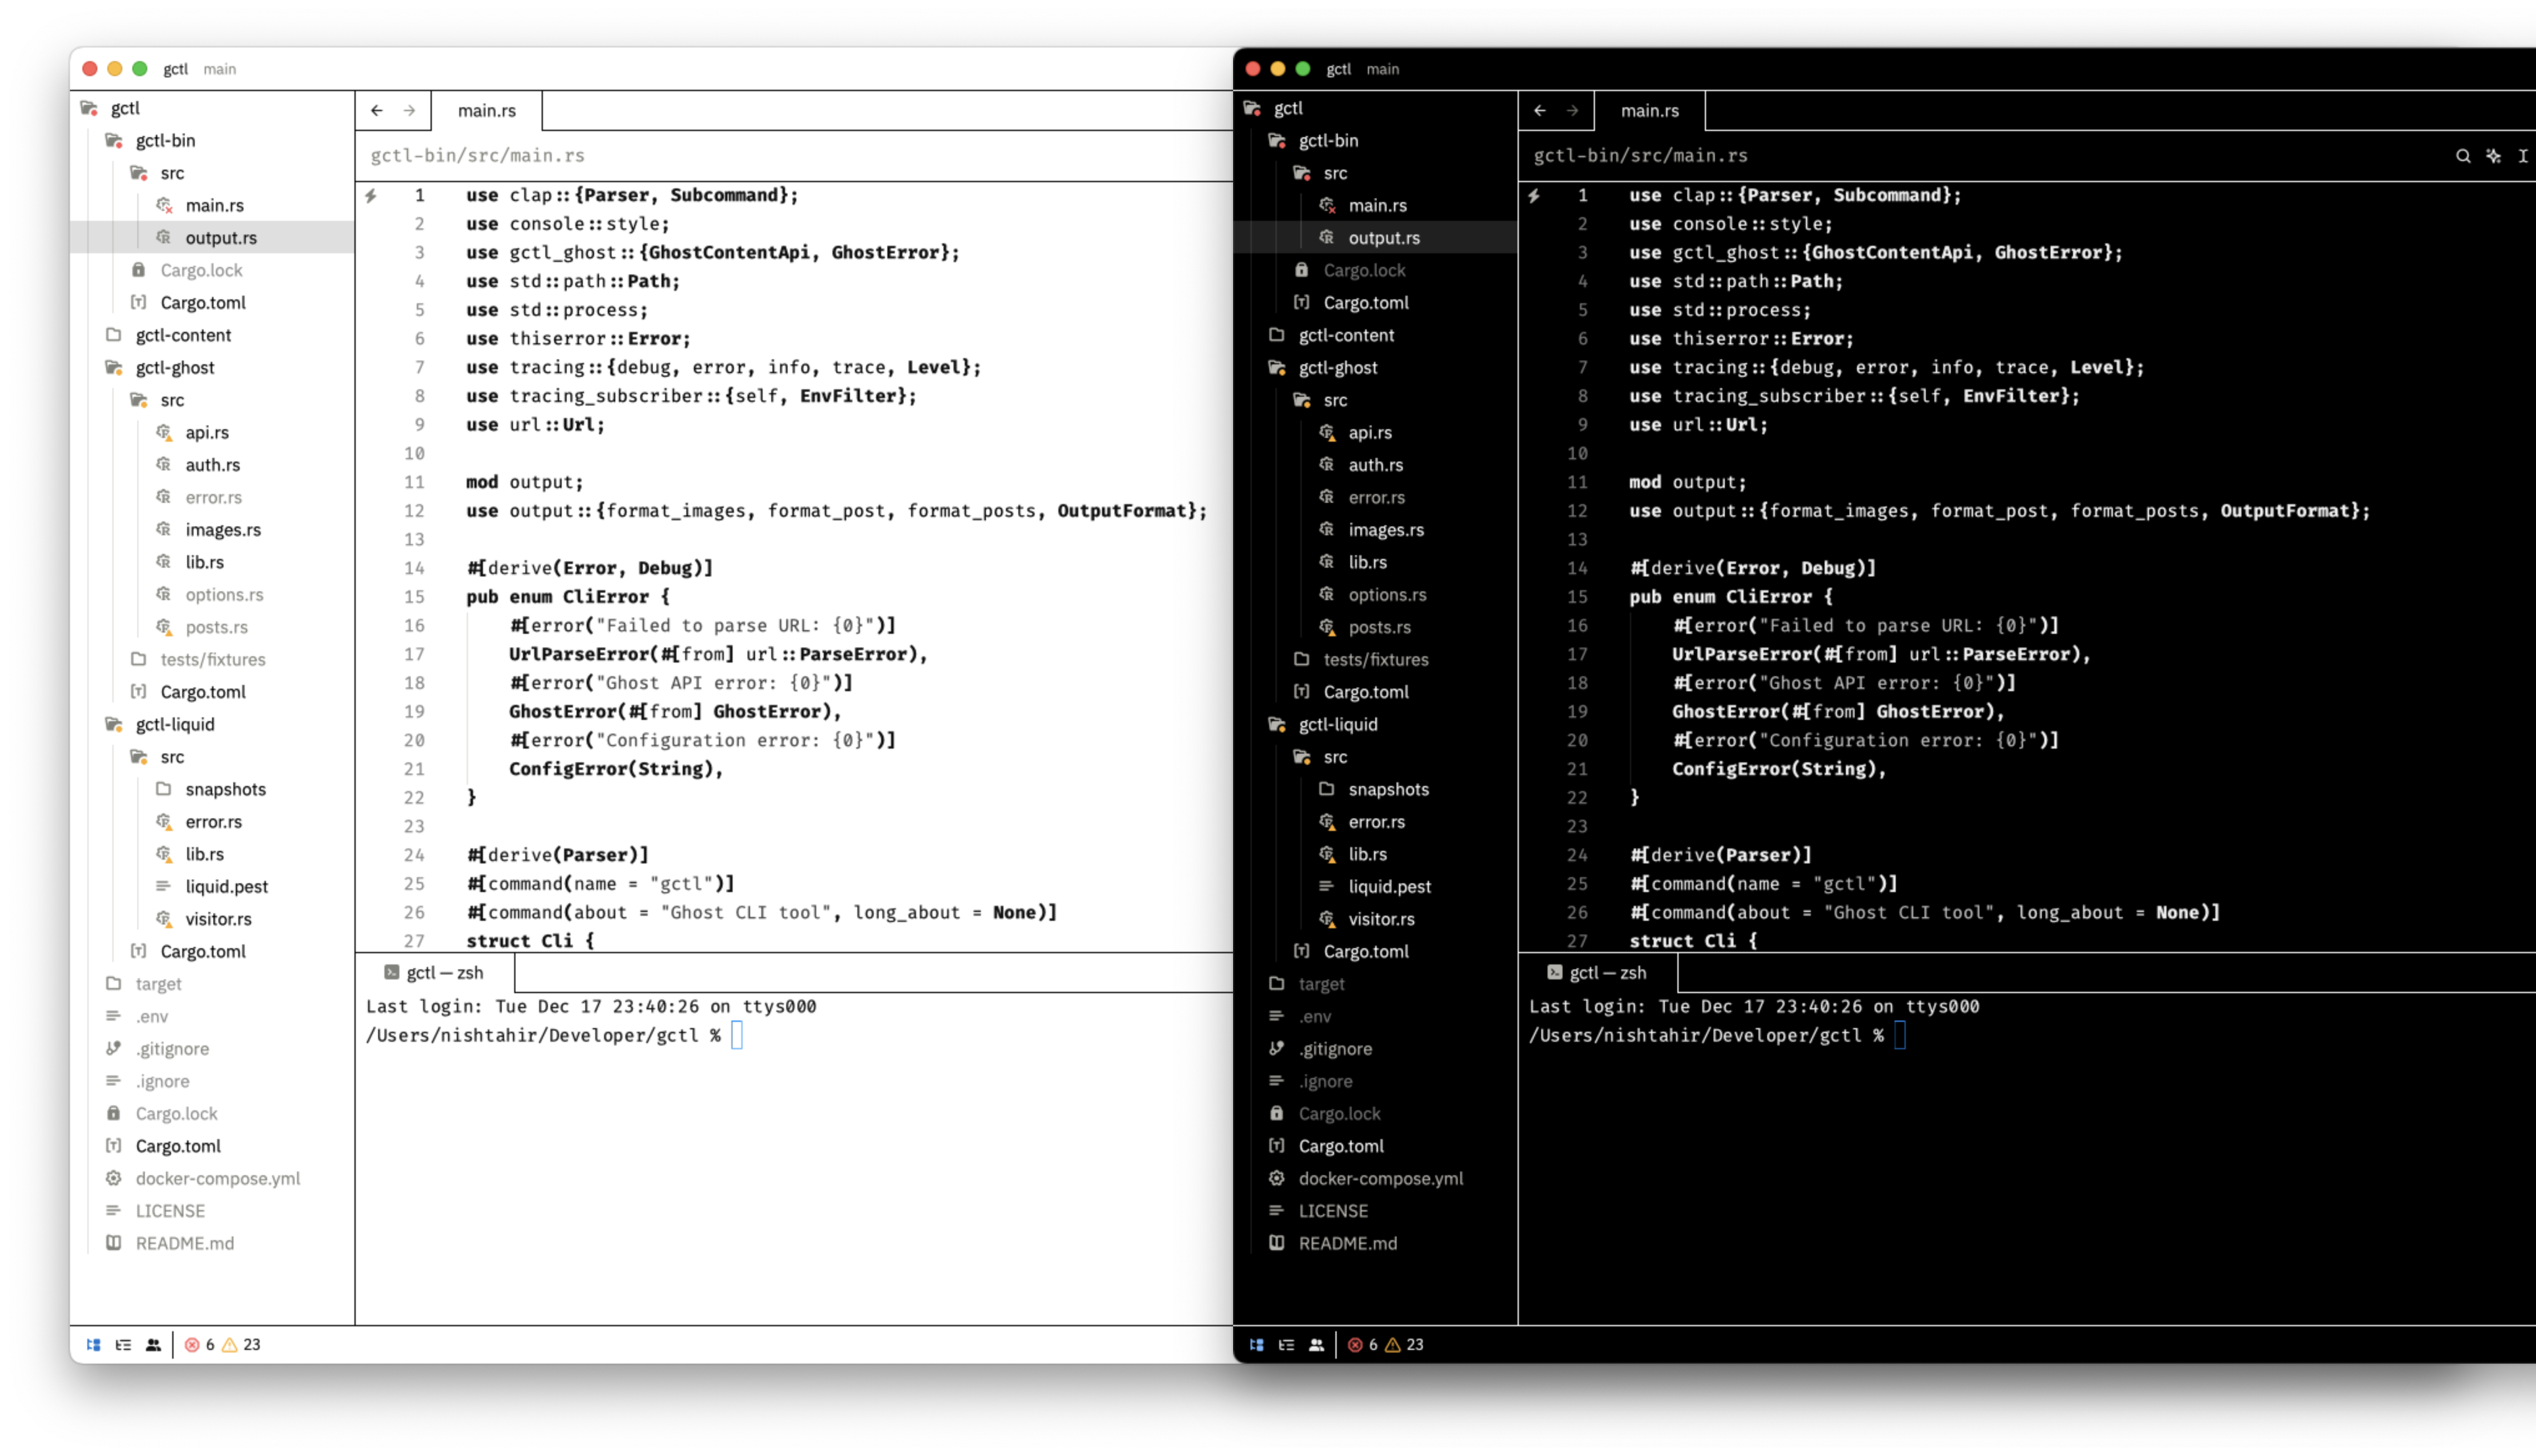 gctl main
gctl
gctl-bin
src
main.rs
output.rs
Cargo.lock
Cargo.toml
gctl-content
gctl-ghost
src
api.rs
auth.rs
error.rs
images.rs
lib.rs
options.rs
posts.rs
tests/fixtures
Cargo.toml
gctl-liquid
src
snapshots
error.rs
lib.rs
liquid.pest
visitor.rs
Cargo.toml
target
.env
.gitignore
.ignore
Cargo.lock
Cargo.toml
docker-compose.yml
LICENSE
README.md
main.rs
gctl-bin/src/main.rs
1 use clap::{Parser, Subcommand};
2 use console::style;
3 use gctl_ghost::{GhostContentApi, GhostError};
4 use std::path::Path;
5 use std::process;
6 use thiserror::Error;
7 use tracing::{debug, error, info, trace, Level};
8 use tracing_subscriber::{self, EnvFilter};
9 use url::Url;
10
11 mod output;
12 use output::{format_images, format_post, format_posts, OutputFormat};
13
14 #[derive(Error, Debug)]
15 pub enum CliError {
16 #[error("Failed to parse URL: {0}")]
17 UrlParseError(#[from] url::ParseError),
18 #[error("Ghost API error: {0}")]
19 GhostError(#[from] GhostError),
20 #[error("Configuration error: {0}")]
21 ConfigError(String),
22 }
23
24 #[derive(Parser)]
25 #[command(name = "gctl")]
26 #[command(about = "Ghost CLI tool", long_about = None)]
27 struct Cli {
gctl — zsh
Last login: Tue Dec 17 23:40:26 on ttys000
/Users/nishtahir/Developer/gctl %
6 23
gctl main
gctl
gctl-bin
src
main.rs
output.rs
Cargo.lock
Cargo.toml
gctl-content
gctl-ghost
src
api.rs
auth.rs
error.rs
images.rs
lib.rs
options.rs
posts.rs
tests/fixtures
Cargo.toml
gctl-liquid
src
snapshots
error.rs
lib.rs
liquid.pest
visitor.rs
Cargo.toml
target
.env
.gitignore
.ignore
Cargo.lock
Cargo.toml
docker-compose.yml
LICENSE
README.md
main.rs
gctl-bin/src/main.rs
1 use clap::{Parser, Subcommand};
2 use console::style;
3 use gctl_ghost::{GhostContentApi, GhostError};
4 use std::path::Path;
5 use std::process;
6 use thiserror::Error;
7 use tracing::{debug, error, info, trace, Level};
8 use tracing_subscriber::{self, EnvFilter};
9 use url::Url;
10
11 mod output;
12 use output::{format_images, format_post, format_posts, OutputFormat};
13
14 #[derive(Error, Debug)]
15 pub enum CliError {
16 #[error("Failed to parse URL: {0}")]
17 UrlParseError(#[from] url::ParseError),
18 #[error("Ghost API error: {0}")]
19 GhostError(#[from] GhostError),
20 #[error("Configuration error: {0}")]
21 ConfigError(String),
22 }
23
24 #[derive(Parser)]
25 #[command(name = "gctl")]
26 #[command(about = "Ghost CLI tool", long_about = None)]
27 struct Cli {
gctl — zsh
Last login: Tue Dec 17 23:40:26 on ttys000
/Users/nishtahir/Developer/gctl %
6 23